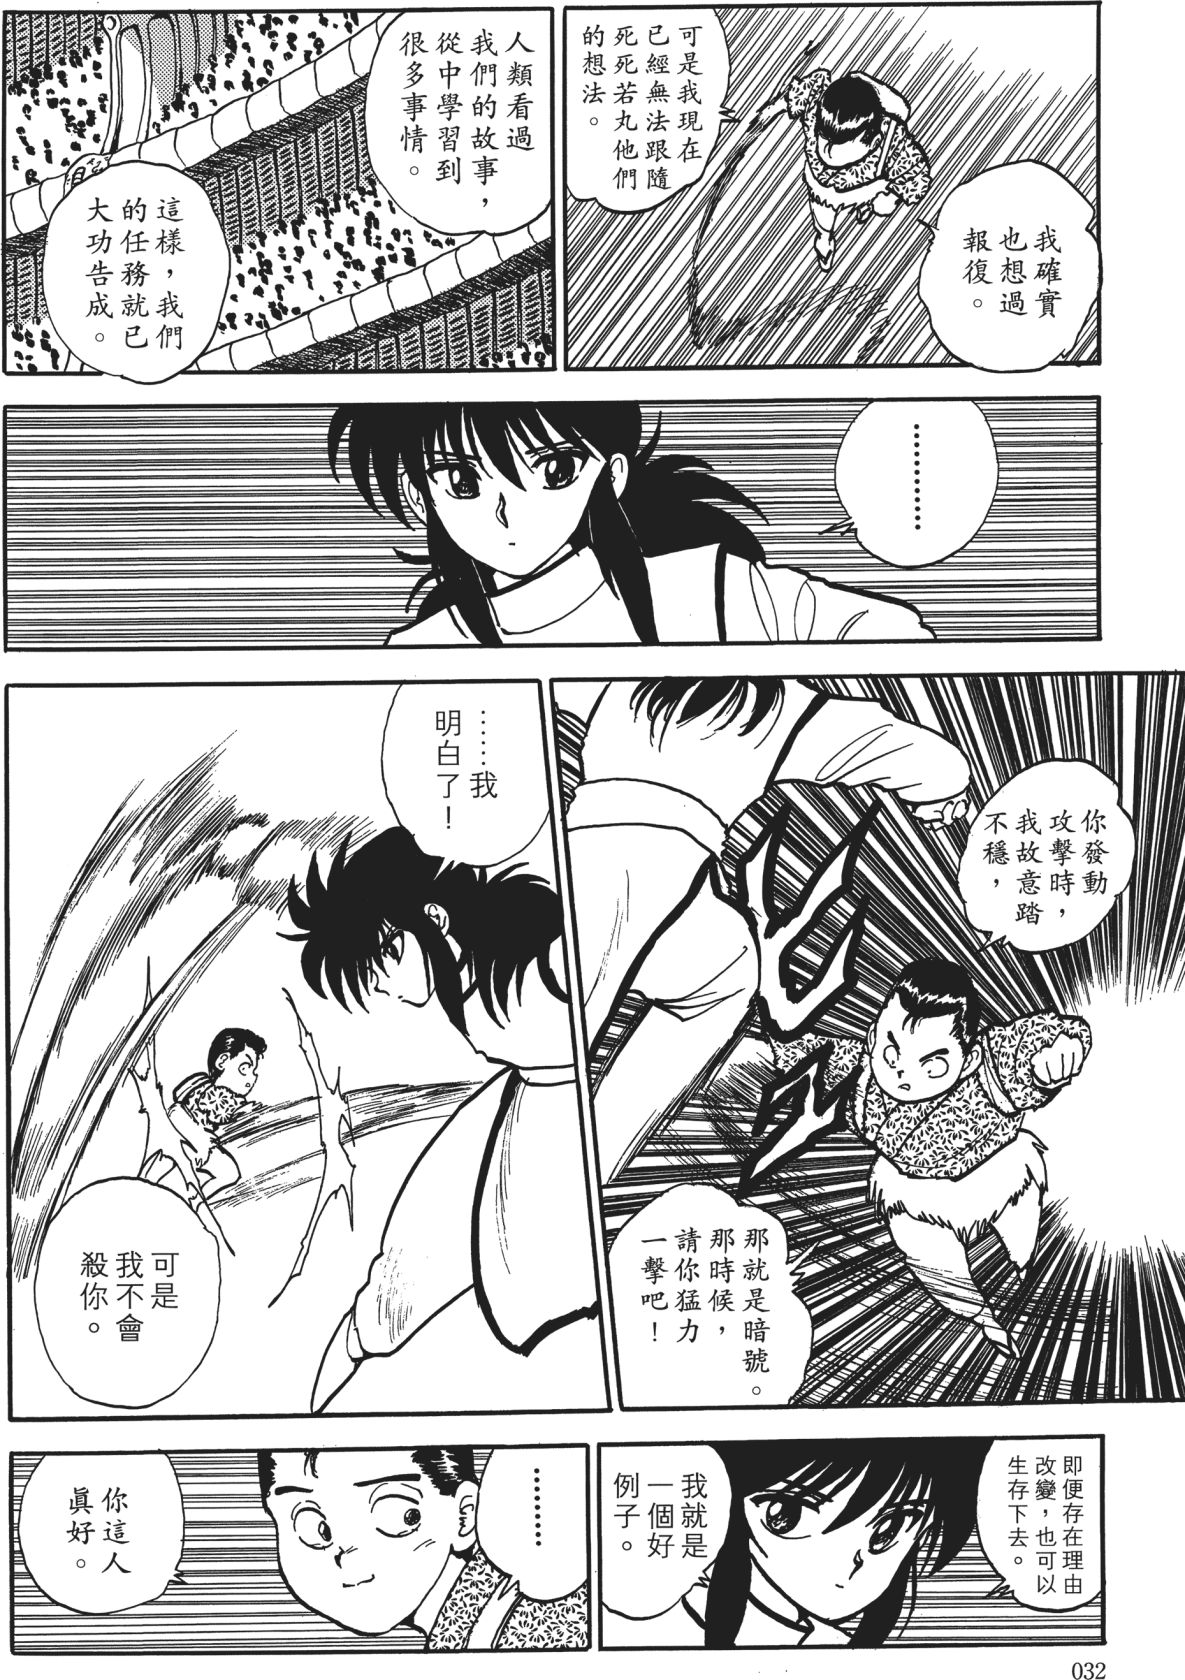 我確實
也想過
報復。
可是我現在
已經無法跟隨
死死若丸他們
的想法。
人類看過
我們的故事，
從中學習到
很多事情。
這樣，我們
的任務就已
大功告成。
…………
你發動
攻擊時，
我故意踏
不穩，
那就是暗號。
那時候，
請你猛力
一擊吧！
……我
明白了！
可是
我不會
殺你。
即便存在理由
改變，也可以
生存下去。
我就是
一個好
例子。
………
你這人
眞好。
032